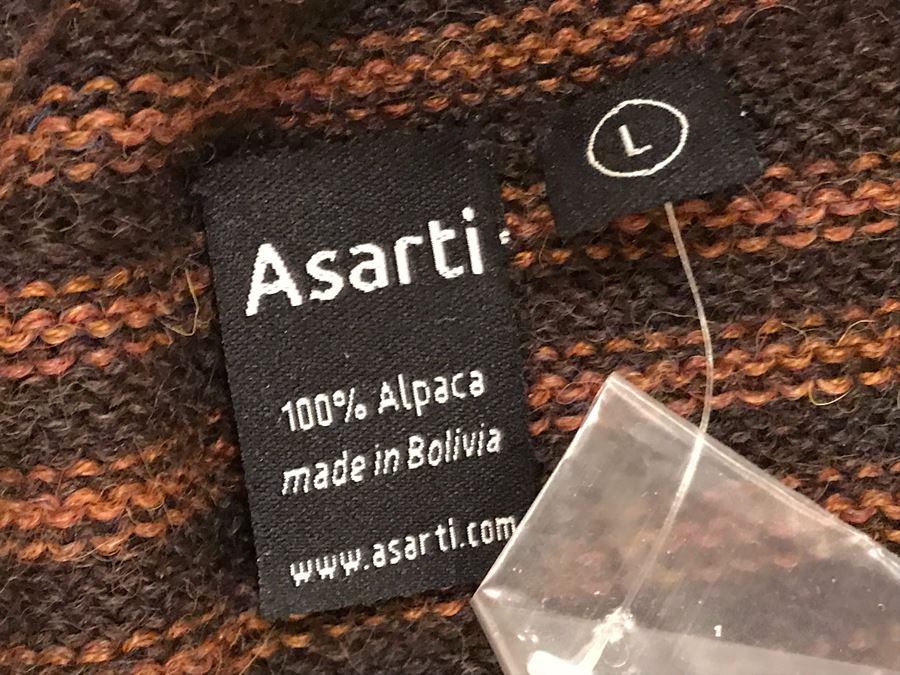 Asarti
100% Alpaca
made in Bolivia
www.asarti.com
L